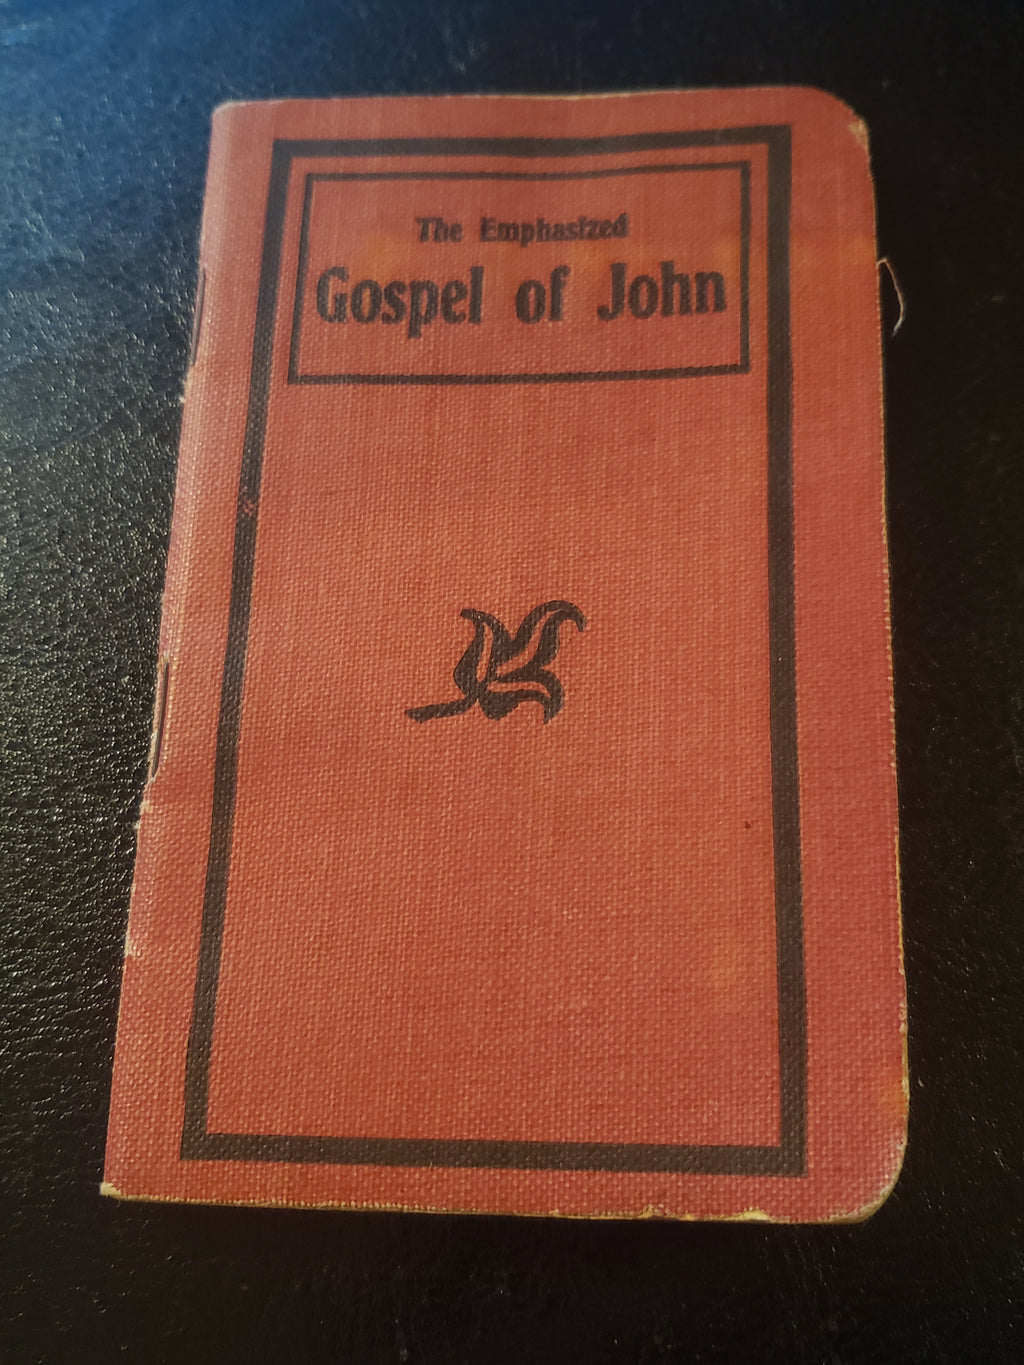 The Emphasized
Gospel of John